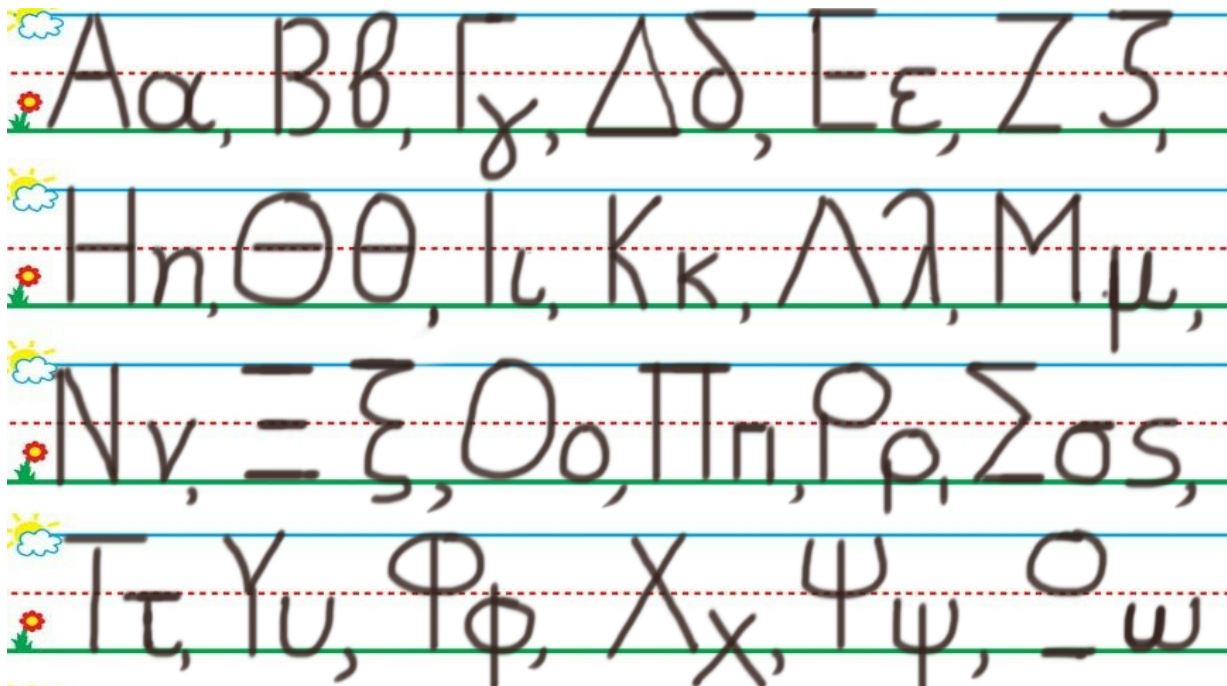 Αα, Ββ, Γγ, Δδ, Εε, Ζζ,
Ηη, Θθ, Ιι, Κκ, Λλ, Μμ,
Νν, Ξξ, Οο, Ππ, Ρρ, Σσς,
Ττ, Υυ, Φφ, Χχ, Ψψ, Ωω